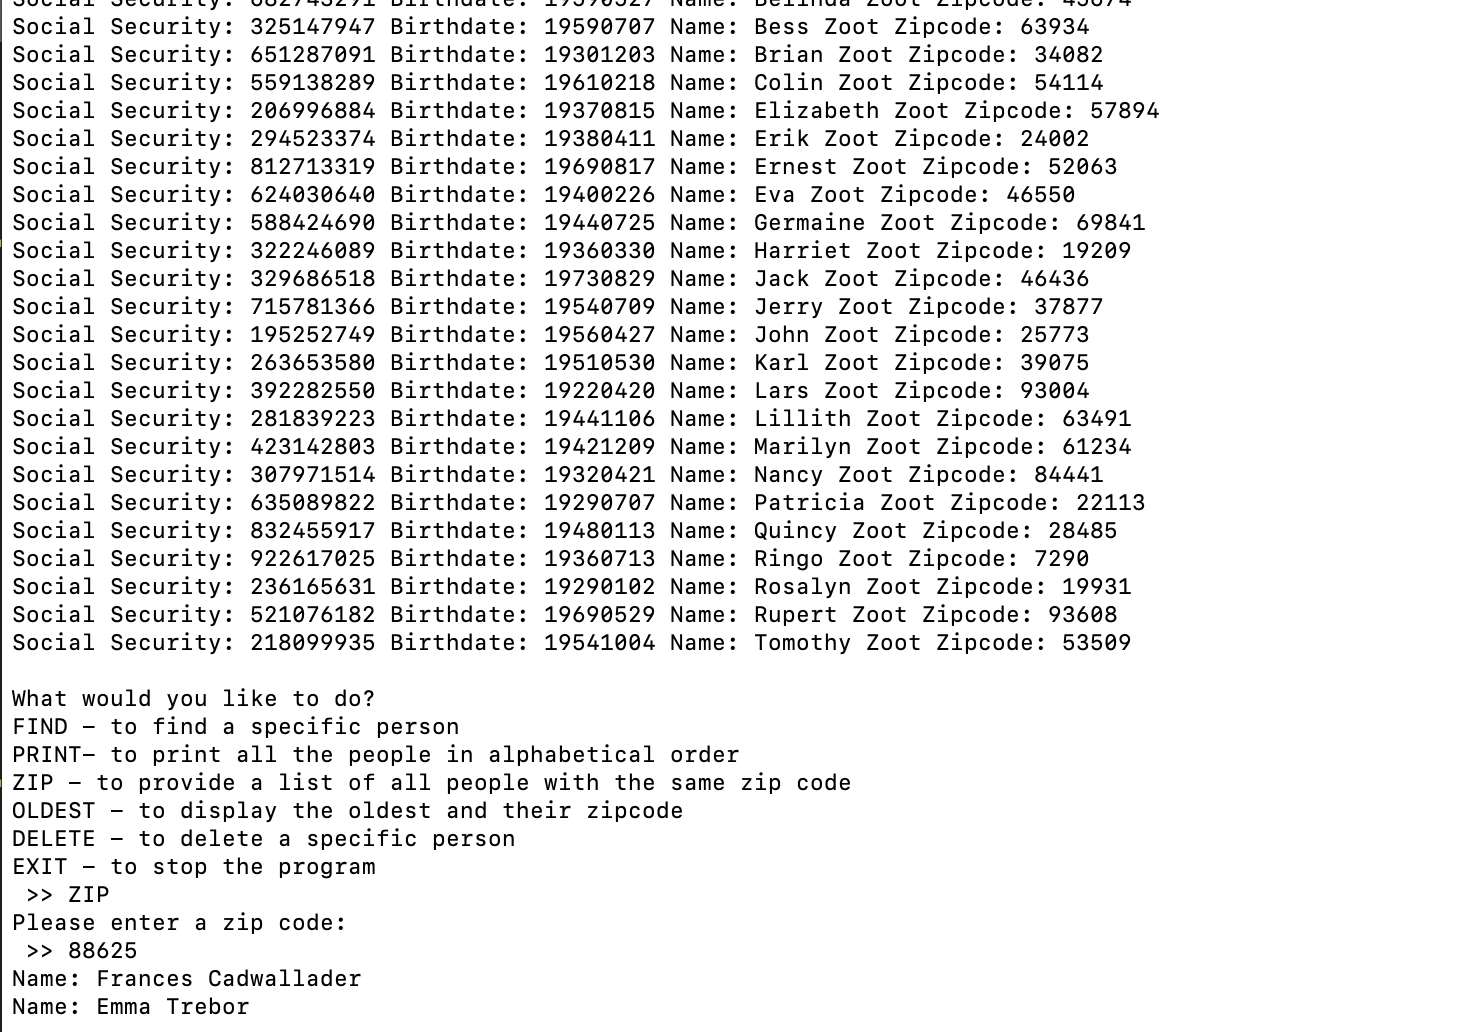 Social Security: 682743291 Birthdate: 19590527 Name: Belinda Zoot Zipcode: 45674
Social Security: 325147947 Birthdate: 19590707 Name: Bess Zoot Zipcode: 63934
Social Security: 651287091 Birthdate: 19301203 Name: Brian Zoot Zipcode: 34082
Social Security: 559138289 Birthdate: 19610218 Name: Colin Zoot Zipcode: 54114
Social Security: 206996884 Birthdate: 19370815 Name: Elizabeth Zoot Zipcode: 57894
Social Security: 294523374 Birthdate: 19380411 Name: Erik Zoot Zipcode: 24002
Social Security: 812713319 Birthdate: 19690817 Name: Ernest Zoot Zipcode: 52063
Social Security: 624030640 Birthdate: 19400226 Name: Eva Zoot Zipcode: 46550
Social Security: 588424690 Birthdate: 19440725 Name: Germaine Zoot Zipcode: 69841
Social Security: 322246089 Birthdate: 19360330 Name: Harriet Zoot Zipcode: 19209
Social Security: 329686518 Birthdate: 19730829 Name: Jack Zoot Zipcode: 46436
Social Security: 715781366 Birthdate: 19540709 Name: Jerry Zoot Zipcode: 37877
Social Security: 195252749 Birthdate: 19560427 Name: John Zoot Zipcode: 25773
Social Security: 263653580 Birthdate: 19510530 Name: Karl Zoot Zipcode: 39075
Social Security: 392282550 Birthdate: 19220420 Name: Lars Zoot Zipcode: 93004
Social Security: 281839223 Birthdate: 19441106 Name: Lillith Zoot Zipcode: 63491
Social Security: 423142803 Birthdate: 19421209 Name: Marilyn Zoot Zipcode: 61234
Social Security: 307971514 Birthdate: 19320421 Name: Nancy Zoot Zipcode: 84441
Social Security: 635089822 Birthdate: 19290707 Name: Patricia Zoot Zipcode: 22113
Social Security: 832455917 Birthdate: 19480113 Name: Quincy Zoot Zipcode: 28485
Social Security: 922617025 Birthdate: 19360713 Name: Ringo Zoot Zipcode: 7290
Social Security: 236165631 Birthdate: 19290102 Name: Rosalyn Zoot Zipcode: 19931
Social Security: 521076182 Birthdate: 19690529 Name: Rupert Zoot Zipcode: 93608
Social Security: 218099935 Birthdate: 19541004 Name: Tomothy Zoot Zipcode: 53509
What would you like to do?
FIND – to find a specific person
PRINT– to print all the people in alphabetical order
ZIP – to provide a list of all people with the same zip code
OLDEST – to display the oldest and their zipcode
DELETE – to delete a specific person
EXIT – to stop the program
>> ZIP
Please enter a zip code:
>> 88625
Name: Frances Cadwallader
Name: Emma Trebor